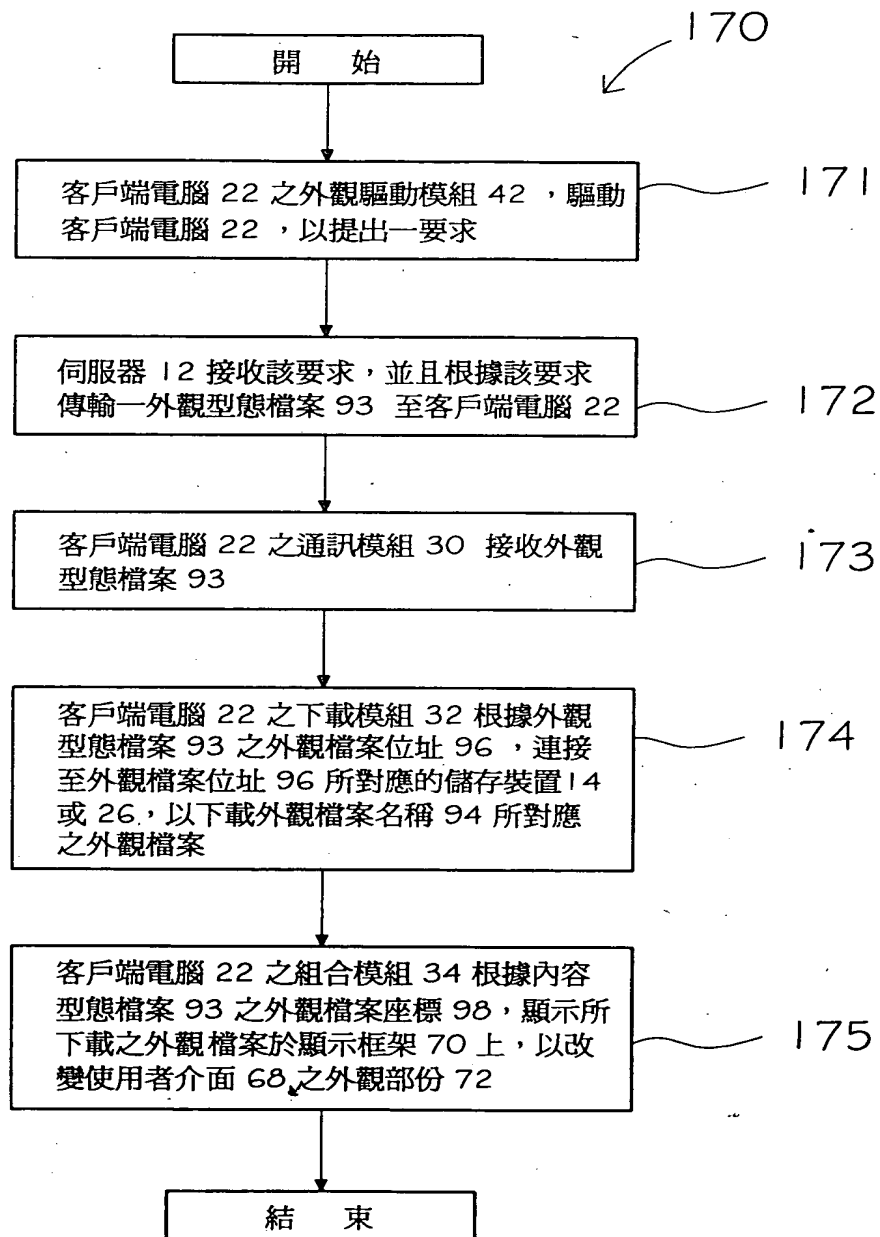 170
開 始
客戶端電腦 22 之外觀驅動模組 42 ,驅動
客戶端電腦 22 ,以提出一要求
171
伺服器 12 接收該要求,並且根據該要求
傳輸一外觀型態檔案 93 至客戶端電腦 22
172
客戶端電腦 22 之通訊模組 30 接收外觀
型態檔案 93
173
客戶端電腦 22 之下載模組 32 根據外觀
型態檔案 93 之外觀檔案位址 96 ,連接
至外觀檔案位址 96 所對應的儲存裝置14
或 26,以下載外觀檔案名稱 94 所對應
之外觀檔案
174
客戶端電腦 22 之組合模組 34 根據內容
型態檔案 93 之外觀檔案座標 98,顯示所
下載之外觀檔案於顯示框架 70 上,以改
變使用者介面 68 之外觀部份 72
175
結 束